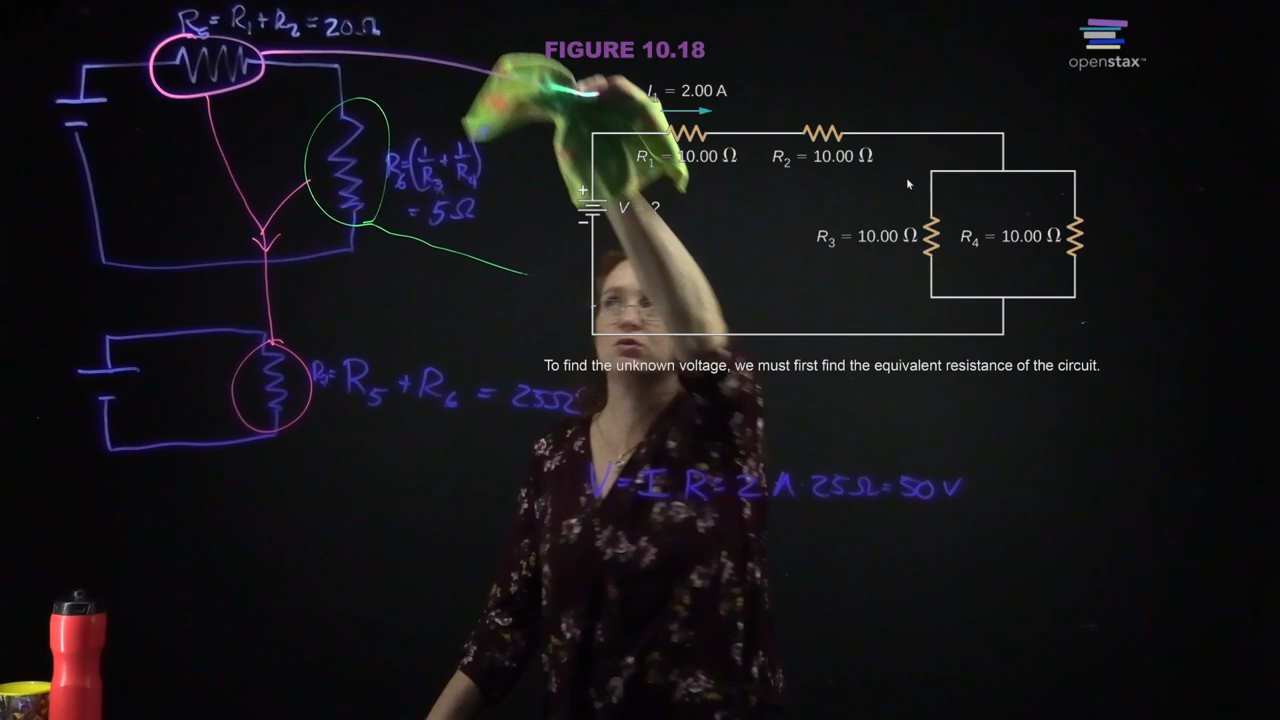 R₅ = R₁ + R₂ = 20Ω
FIGURE 10.18
openstax™
I₁ = 2.00 A
R₁ = 10.00 Ω
R₂ = 10.00 Ω
R₆ = (1/R₃ + 1/R₄)
= 5Ω
+
V = ?
−
R₃ = 10.00 Ω
R₄ = 10.00 Ω
To find the unknown voltage, we must first find the equivalent resistance of the circuit.
R₇ = R₅ + R₆ = 25Ω
V = I R = 2 A · 25Ω = 50 V